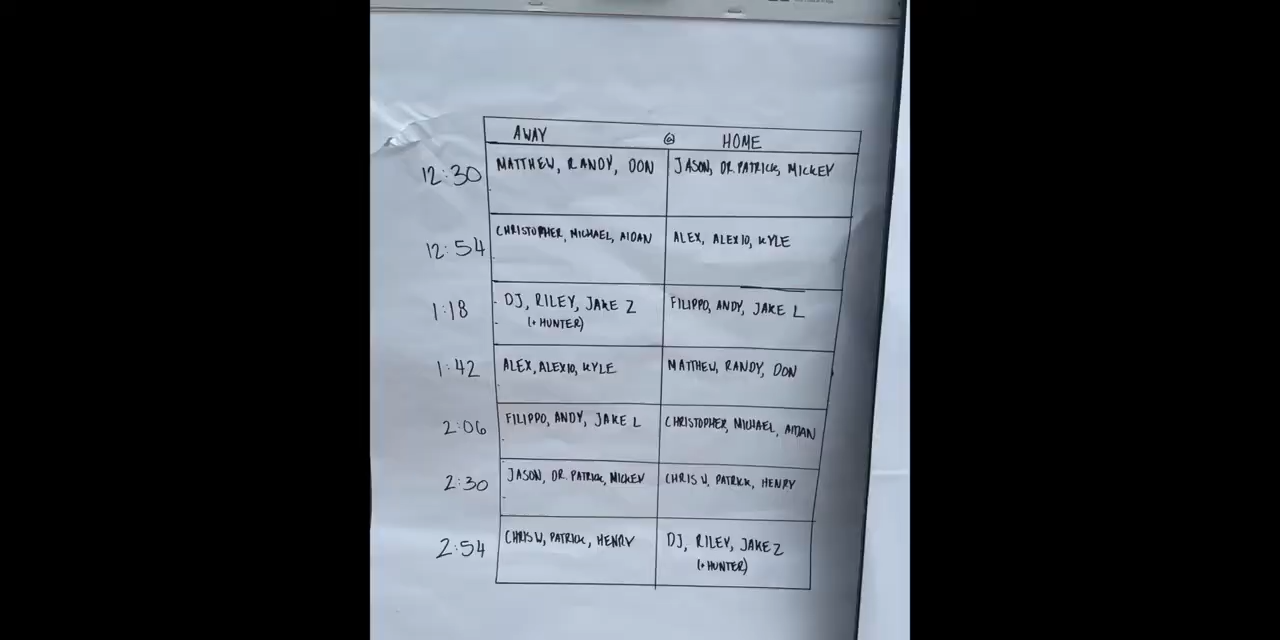 AWAY @ HOME
12:30 MATTHEW, RANDY, DON JASON, DR. PATRICK, MICKEY
12:54 CHRISTOPHER, MICHAEL, AIDAN ALEX, ALEXIO, KYLE
1:18 DJ, RILEY, JAKE Z FILIPPO, ANDY, JAKE L
(+ HUNTER)
1:42 ALEX, ALEXIO, KYLE MATTHEW, RANDY, DON
2:06 FILIPPO, ANDY, JAKE L CHRISTOPHER, MICHAEL, AIDAN
2:30 JASON, DR. PATRICK, MICKEY CHRIS W, PATRICK, HENRY
2:54 CHRIS W, PATRICK, HENRY DJ, RILEY, JAKE Z
(+ HUNTER)